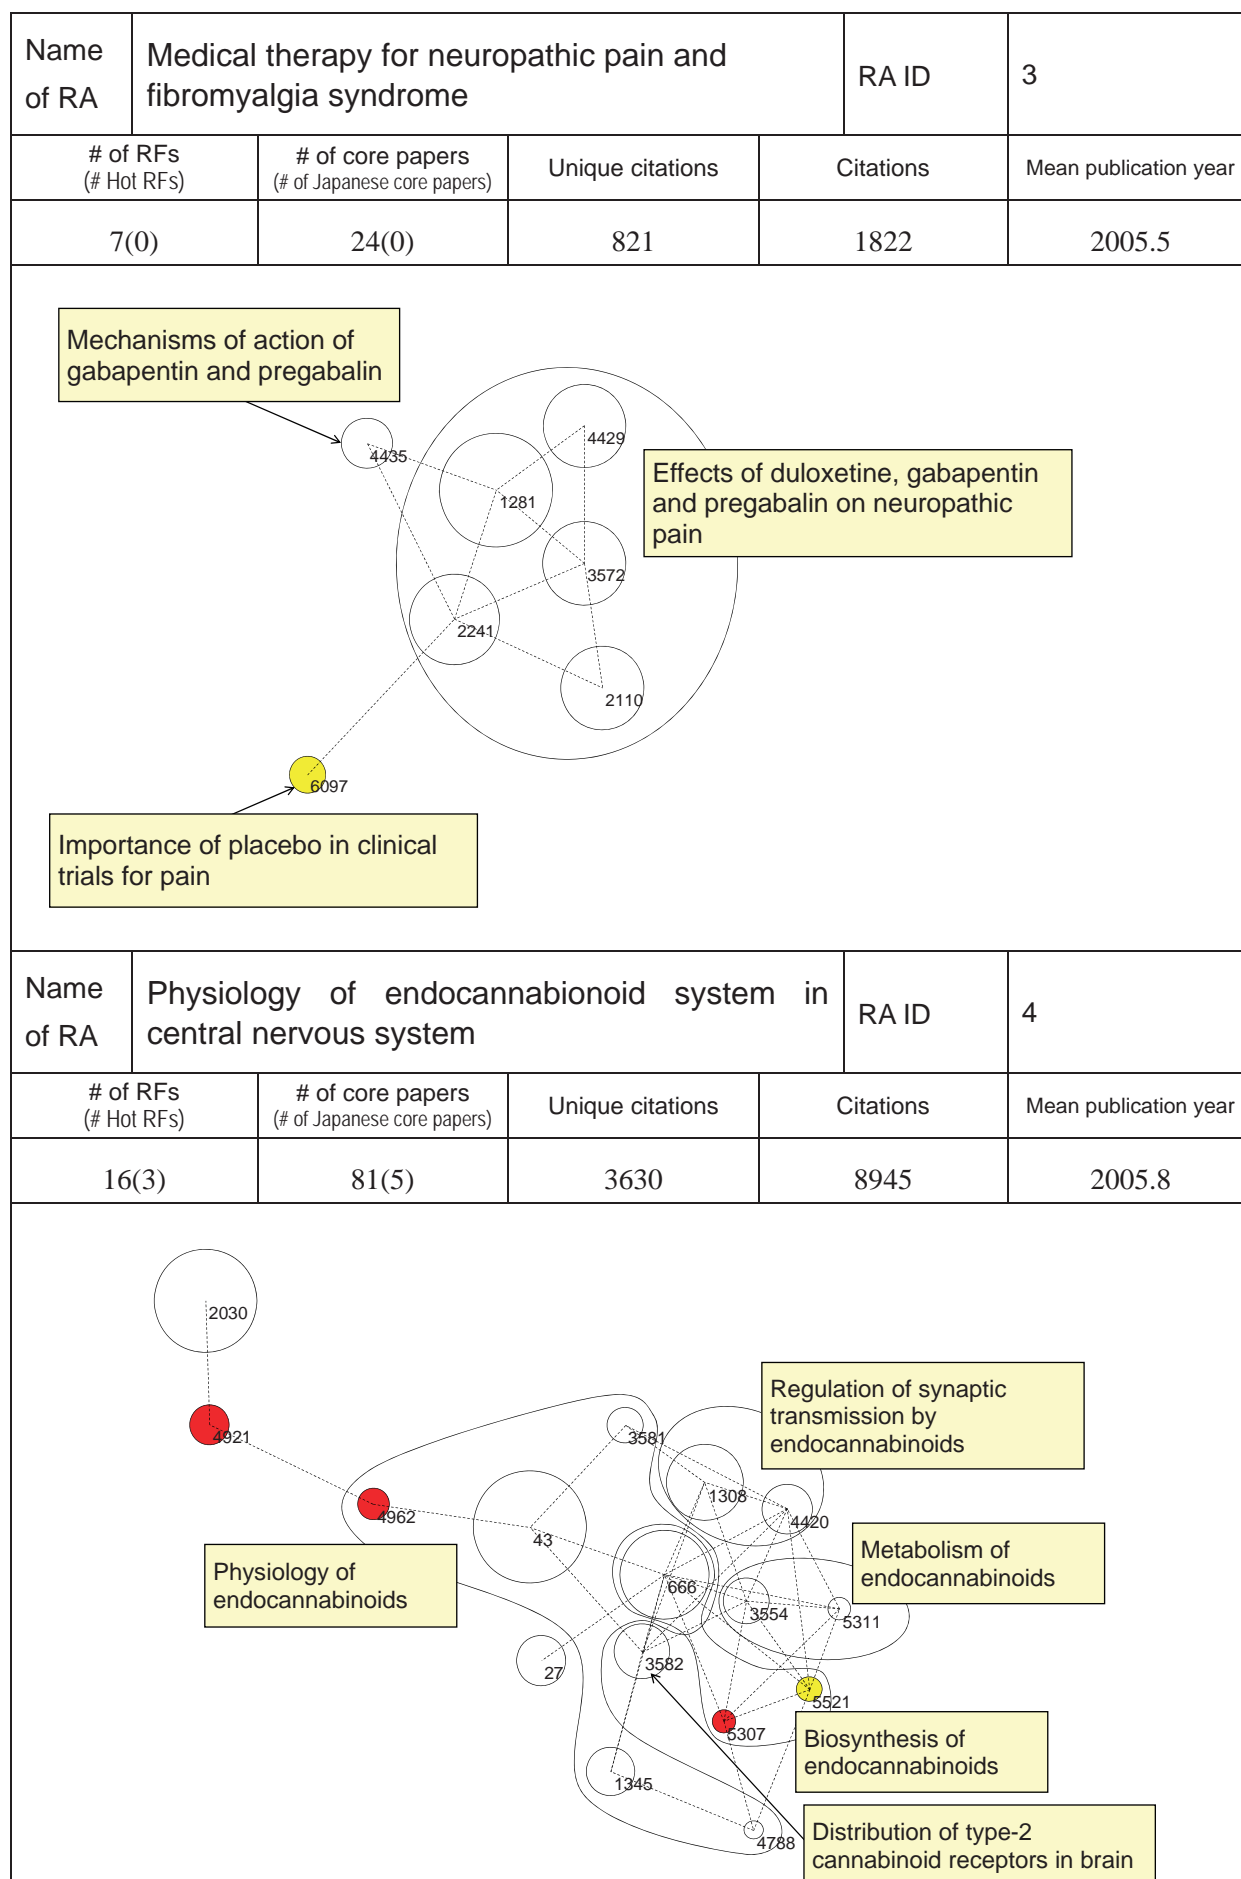 Name
of RA
Medical therapy for neuropathic pain and
fibromyalgia syndrome
RA ID
3
# of RFs
(# Hot RFs)
# of core papers
(# of Japanese core papers)
Unique citations
Citations
Mean publication year
7(0)
24(0)
821
1822
2005.5
Mechanisms of action of
gabapentin and pregabalin
4435
4429
1281
Effects of duloxetine, gabapentin
and pregabalin on neuropathic
pain
3572
2241
2110
6097
Importance of placebo in clinical
trials for pain
Name
of RA
Physiology of endocannabionoid system in
central nervous system
RA ID
4
# of RFs
(# Hot RFs)
# of core papers
(# of Japanese core papers)
Unique citations
Citations
Mean publication year
16(3)
81(5)
3630
8945
2005.8
2030
4921
3581
Regulation of synaptic
transmission by
endocannabinoids
1308
4962
4420
43
Physiology of
endocannabinoids
Metabolism of
endocannabinoids
666
3554
5311
27
3582
5521
5307
Biosynthesis of
endocannabinoids
1345
4788
Distribution of type-2
cannabinoid receptors in brain